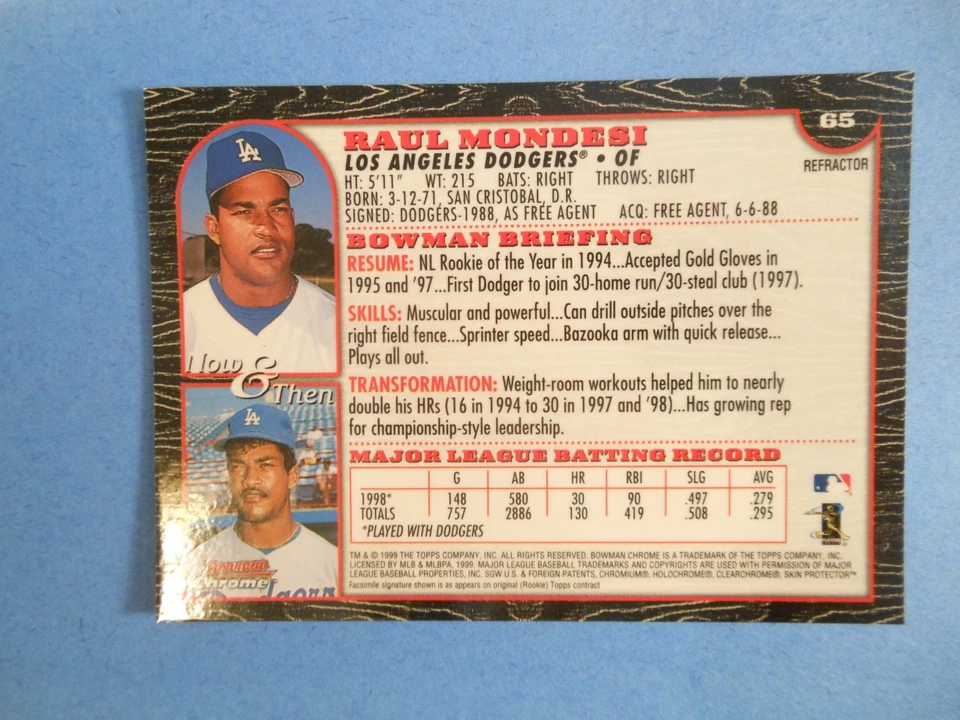 65
REFRACTOR
RAUL MONDESI
LOS ANGELES DODGERS® • OF
HT: 5'11" WT: 215 BATS: RIGHT THROWS: RIGHT
BORN: 3-12-71, SAN CRISTOBAL, D.R.
SIGNED: DODGERS-1988, AS FREE AGENT ACQ: FREE AGENT, 6-6-88
BOWMAN BRIEFING
RESUME: NL Rookie of the Year in 1994...Accepted Gold Gloves in
1995 and '97...First Dodger to join 30-home run/30-steal club (1997).
SKILLS: Muscular and powerful...Can drill outside pitches over the
right field fence...Sprinter speed...Bazooka arm with quick release...
Plays all out.
TRANSFORMATION: Weight-room workouts helped him to nearly
double his HRs (16 in 1994 to 30 in 1997 and '98)...Has growing rep
for championship-style leadership.
MAJOR LEAGUE BATTING RECORD
G AB HR RBI SLG AVG
1998* 148 580 30 90 .497 .279
TOTALS 757 2886 130 419 .508 .295
*PLAYED WITH DODGERS
TM & © 1999 THE TOPPS COMPANY, INC. ALL RIGHTS RESERVED. BOWMAN CHROME IS A TRADEMARK OF THE TOPPS COMPANY, INC.
LICENSED BY MLB & MLBPA, 1999. MAJOR LEAGUE BASEBALL TRADEMARKS AND COPYRIGHTS ARE USED WITH PERMISSION OF MAJOR
LEAGUE BASEBALL PROPERTIES, INC. SGW U.S. & FOREIGN PATENTS, CHROMIUM®, HOLOCHROME®, CLEARCHROME®, SKIN PROTECTOR™
Facsimile signature shown is as appears on original (Rookie) Topps contract
LA
Now & Then
LA
Bowman
Chrome™